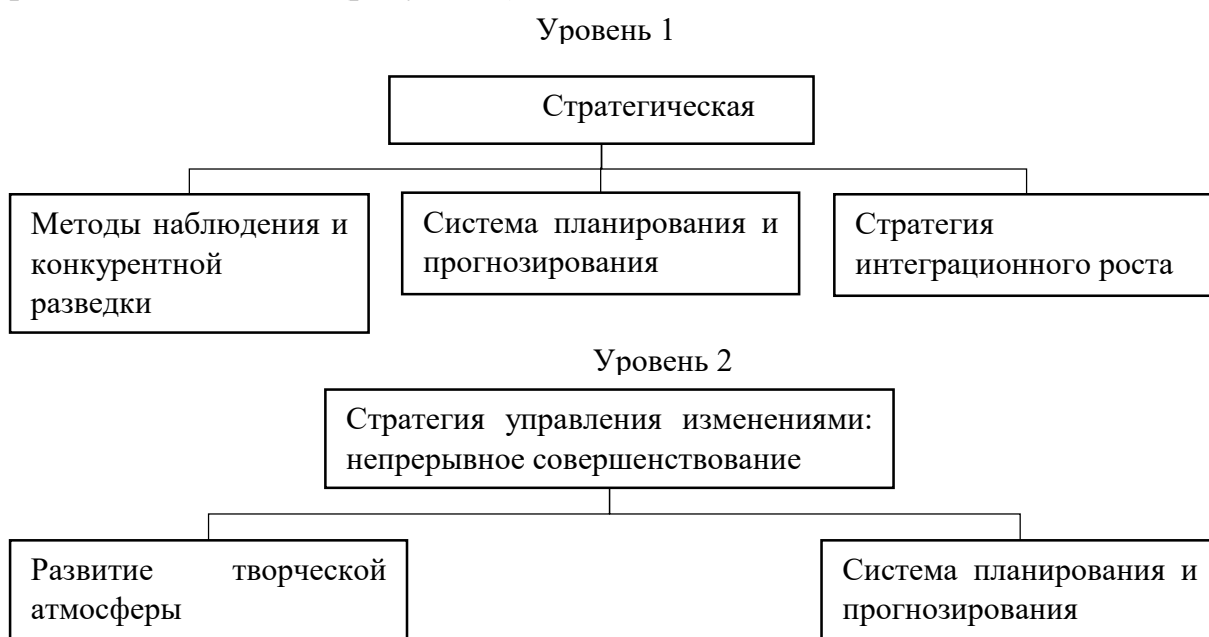 Уровень 1
Стратегическая
Методы наблюдения и
конкурентной
разведки
Система планирования и
прогнозирования
Стратегия
интеграционного роста
Уровень 2
Стратегия управления изменениями:
непрерывное совершенствование
Развитие творческой
атмосферы
Система планирования и
прогнозирования